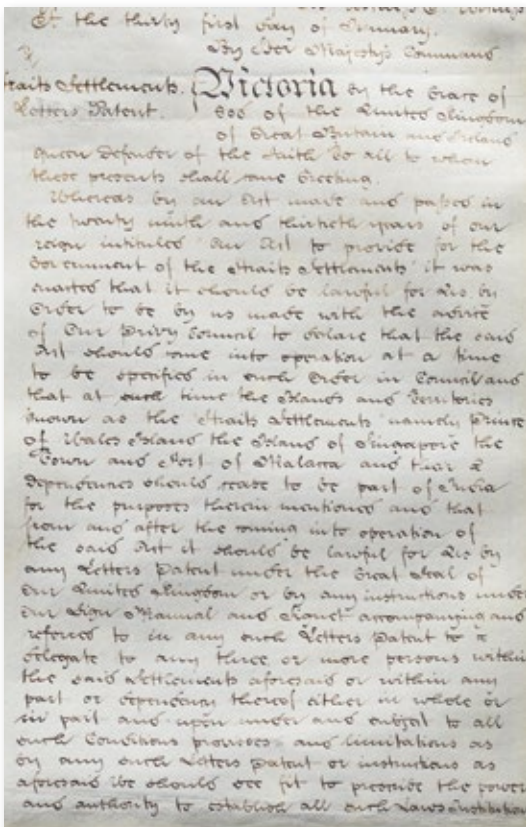 of the thirty first day of January.
By Her Majesty's Command
Straits Settlements. Victoria by the Grace of
Letters Patent. God of the United Kingdom
of Great Britain and Ireland
Queen Defender of the Faith To all to whom
these presents shall come Greeting.
Whereas by an Act made and passed in
the twenty ninth and thirtieth years of our
reign intituled "An Act to provide for the
Government of the Straits Settlements" it was
enacted that it should be lawful for Us by
Order to be by us made with the advice
of Our Privy Council to declare that the said
Act should come into operation at a time
to be specified in such Order in Council and
that at such time the Islands and Territories
known as the Straits Settlements namely Prince
of Wales Island the Island of Singapore the
Town and Port of Malacca and their
dependencies should cease to be part of India
for the purposes therein mentioned and that
from and after the coming into operation of
the said Act it should be lawful for Us by
any Letters Patent under the Great Seal of
Our United Kingdom or by any instructions under
Our Sign Manual and Signet accompanying and
referred to in any such Letters Patent to
delegate to any three or more persons within
the said Settlements aforesaid or within any
part or dependency thereof either in whole or
in part and upon under and subject to all
such Conditions provisoes and limitations as
by any such Letters Patent or instructions as
aforesaid We should see fit to prescribe the power
and authority to establish all such Laws Institutions